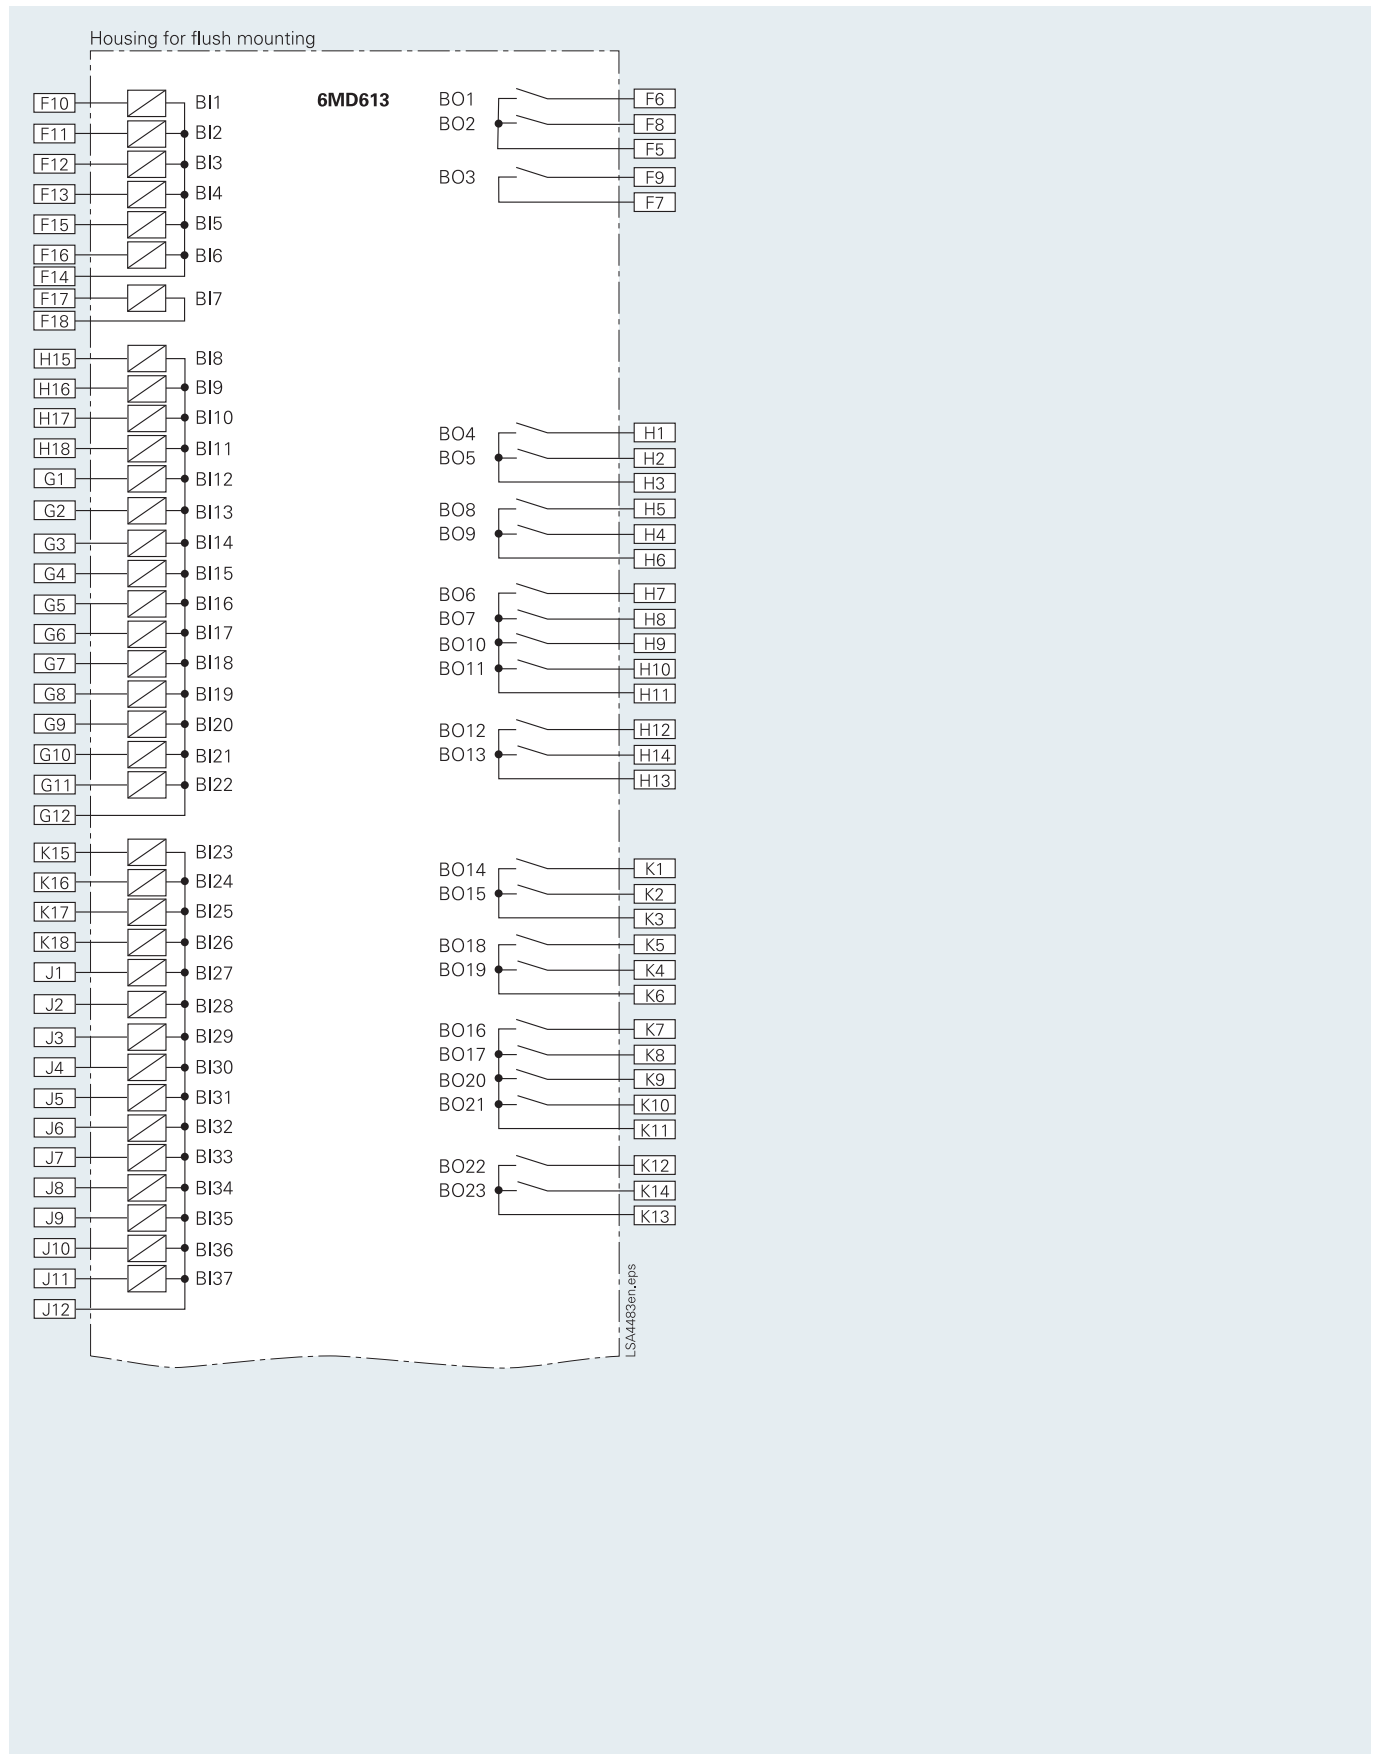 Housing for flush mounting
6MD613
F10 BI1
F11 BI2
F12 BI3
F13 BI4
F15 BI5
F16 BI6
F14
F17 BI7
F18
H15 BI8
H16 BI9
H17 BI10
H18 BI11
G1 BI12
G2 BI13
G3 BI14
G4 BI15
G5 BI16
G6 BI17
G7 BI18
G8 BI19
G9 BI20
G10 BI21
G11 BI22
G12
K15 BI23
K16 BI24
K17 BI25
K18 BI26
J1 BI27
J2 BI28
J3 BI29
J4 BI30
J5 BI31
J6 BI32
J7 BI33
J8 BI34
J9 BI35
J10 BI36
J11 BI37
J12
BO1 F6
BO2 F8
F5
BO3 F9
F7
BO4 H1
BO5 H2
H3
BO8 H5
BO9 H4
H6
BO6 H7
BO7 H8
BO10 H9
BO11 H10
H11
BO12 H12
BO13 H14
H13
BO14 K1
BO15 K2
K3
BO18 K5
BO19 K4
K6
BO16 K7
BO17 K8
BO20 K9
BO21 K10
K11
BO22 K12
BO23 K14
K13
LSA4483en.eps